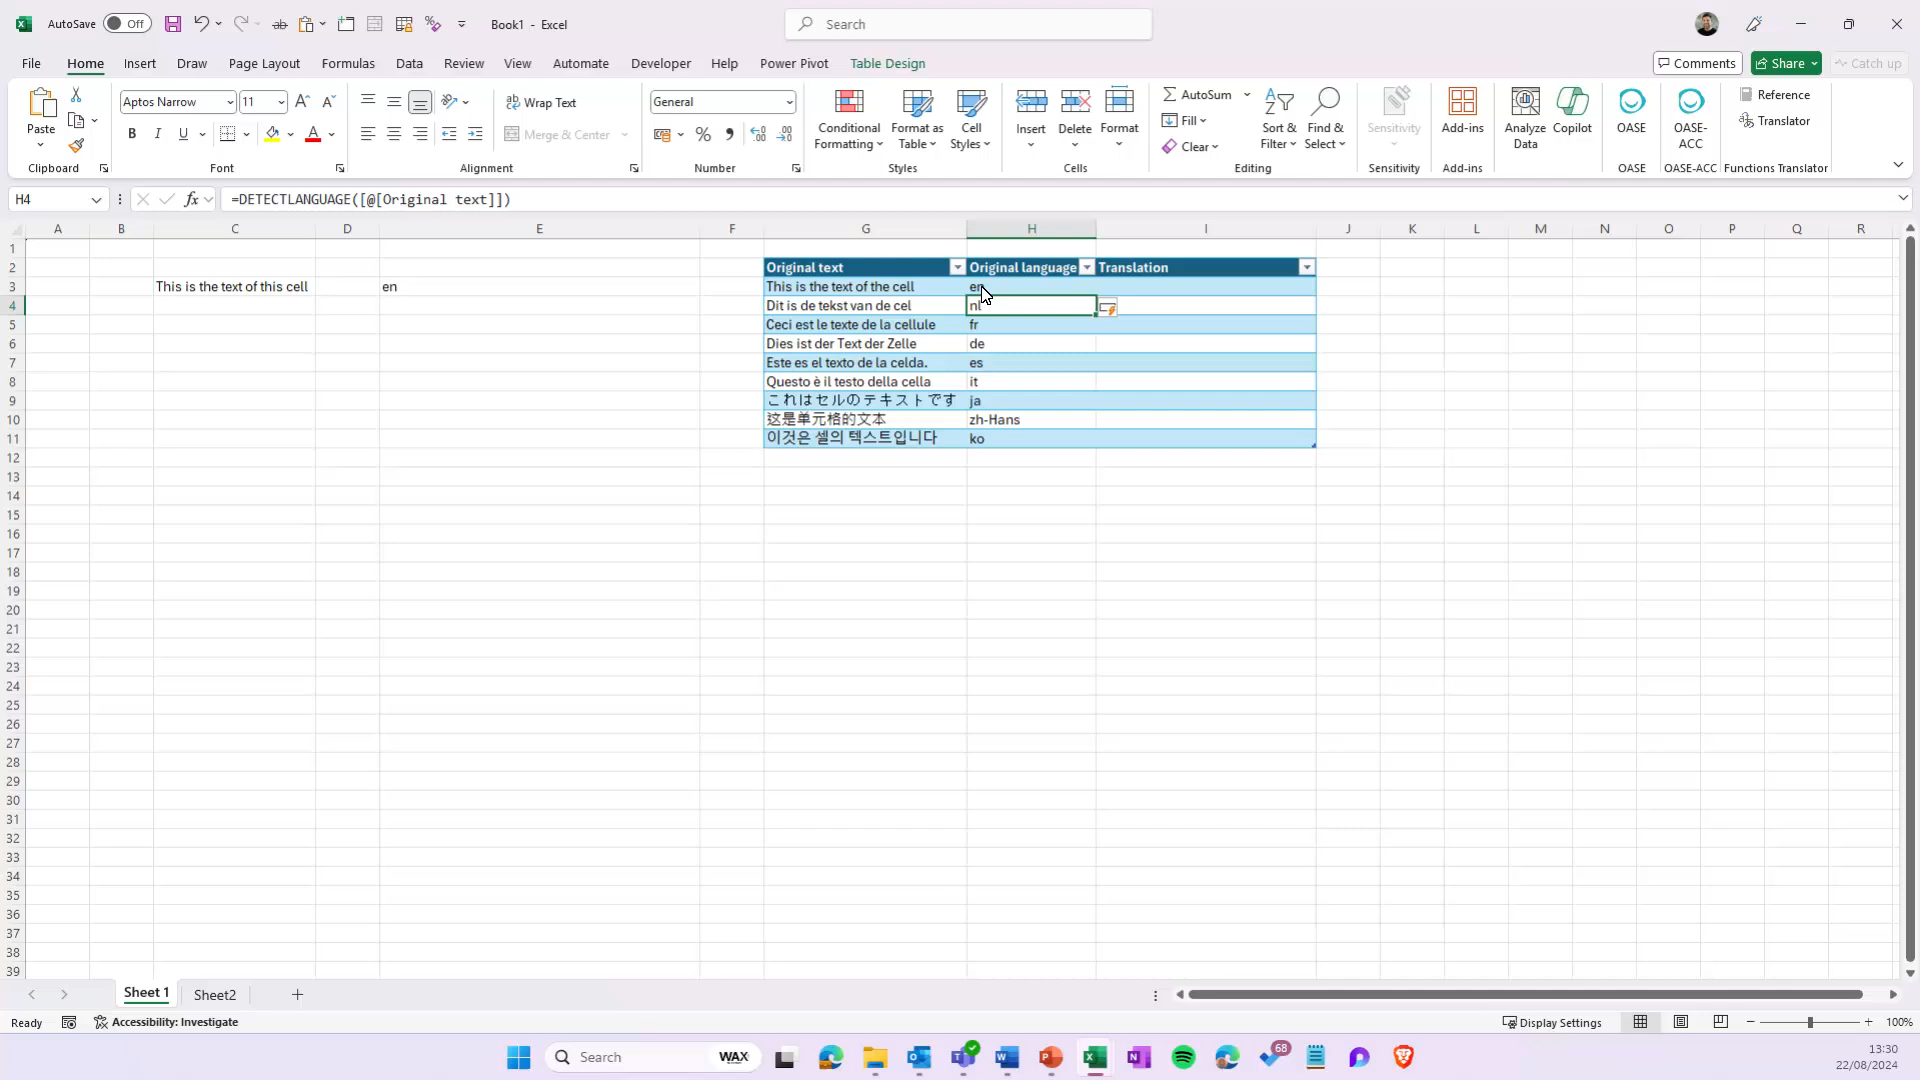 AutoSave Off Book1 - Excel Search
File Home Insert Draw Page Layout Formulas Data Review View Automate Developer Help Power Pivot Table Design Comments Share Catch up
Aptos Narrow 11 Wrap Text General AutoSum Reference
Paste Merge & Center Conditional Formatting Format as Table Cell Styles Insert Delete Format Fill Clear Sort & Filter Find & Select Sensitivity Add-ins Analyze Data Copilot OASE OASE-ACC Translator
Clipboard Font Alignment Number Styles Cells Editing Sensitivity Add-ins OASE OASE-ACC Functions Translator
H4 fx =DETECTLANGUAGE([@[Original text]])
A B C D E F G H I J K L M N O P Q R
1
2 Original text Original language Translation
3 This is the text of this cell en This is the text of the cell en
4 Dit is de tekst van de cel nl
5 Ceci est le texte de la cellule fr
6 Dies ist der Text der Zelle de
7 Este es el texto de la celda. es
8 Questo è il testo della cella it
9 これはセルのテキストです ja
10 这是单元格的文本 zh-Hans
11 이것은 셀의 텍스트입니다 ko
12
13
14
15
16
17
18
19
20
21
22
23
24
25
26
27
28
29
30
31
32
33
34
35
36
37
38
39
Sheet 1 Sheet2
Ready Accessibility: Investigate Display Settings 100%
Search WAX 68 13:30
22/08/2024